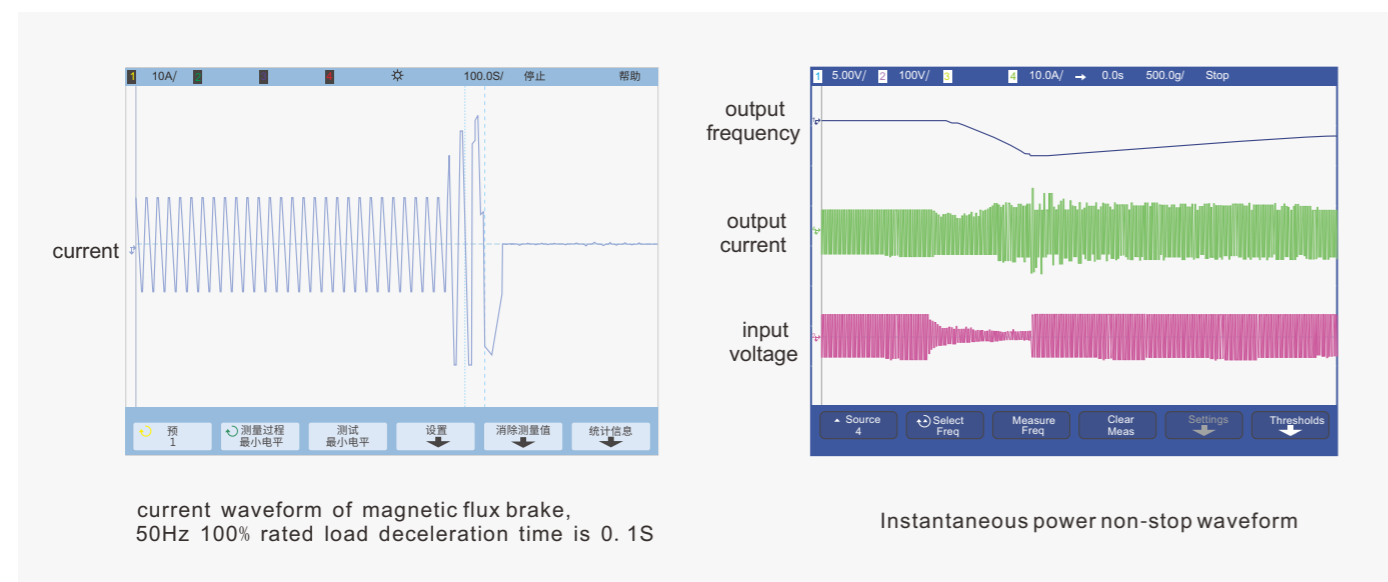 1 10A/ 2 3 4 100.0S/ 停止 帮助
current
预 1
测量过程 最小电平
测试 最小电平
设置
消除测量值
统计信息
current waveform of magnetic flux brake,
50Hz 100% rated load deceleration time is 0.1S
1 5.00V/ 2 100V/ 3 4 10.0A/ 0.0s 500.0g/ Stop
output
frequency
output
current
input
voltage
Source
4
Select
Freq
Measure
Freq
Clear
Meas
Settings
Thresholds
Instantaneous power non-stop waveform